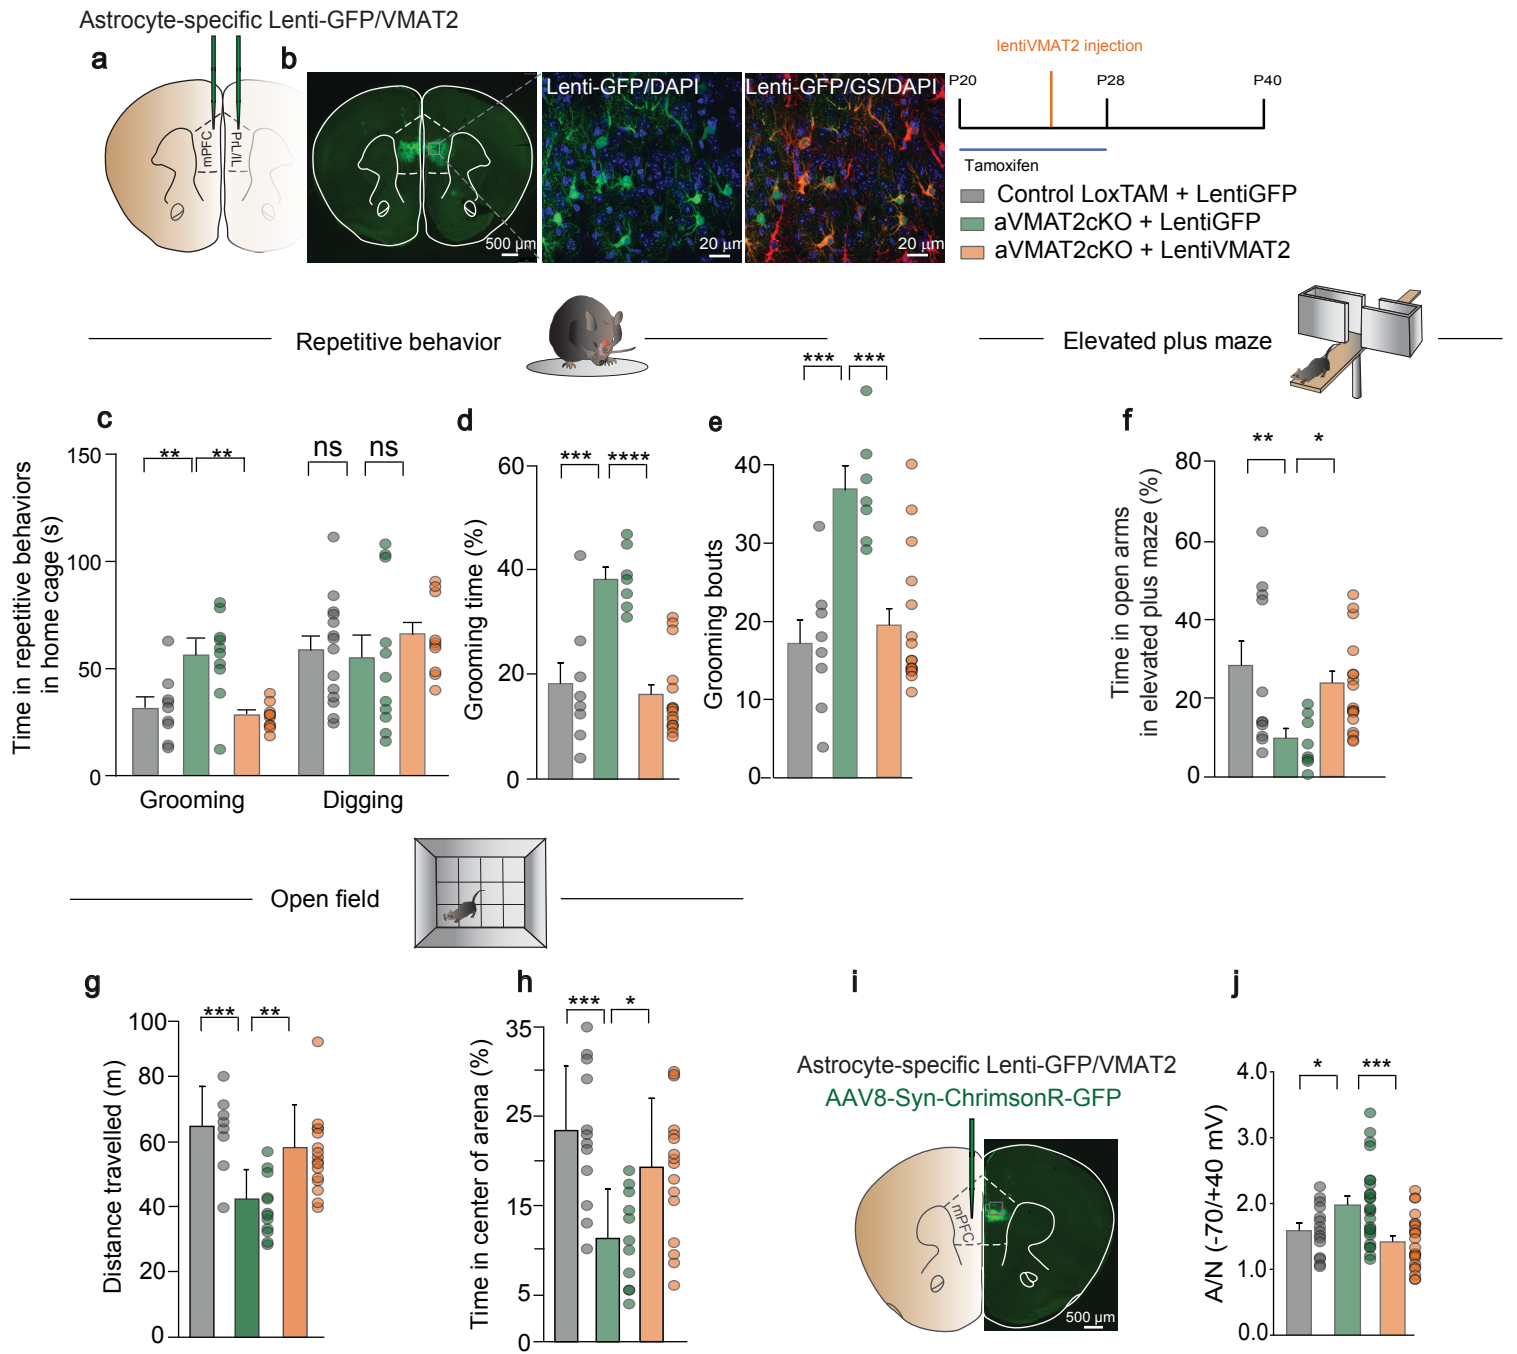 Astrocyte-specific Lenti-GFP/VMAT2
a
b
mPFC
PrL/IL
500 µm
Lenti-GFP/DAPI
20 µm
Lenti-GFP/GS/DAPI
20 µm
lentiVMAT2 injection
P20
P28
P40
Tamoxifen
Control LoxTAM + LentiGFP
aVMAT2cKO + LentiGFP
aVMAT2cKO + LentiVMAT2
Repetitive behavior
Elevated plus maze
c
Time in repetitive behaviors
in home cage (s)
150
100
50
0
**
**
ns
ns
Grooming
Digging
d
Grooming time (%)
60
40
20
0
***
****
e
Grooming bouts
40
30
20
10
0
***
***
f
Time in open arms
in elevated plus maze (%)
80
60
40
20
0
**
*
Open field
g
Distance travelled (m)
100
80
60
40
20
0
***
**
h
Time in center of arena (%)
35
25
15
5
0
***
*
i
Astrocyte-specific Lenti-GFP/VMAT2
AAV8-Syn-ChrimsonR-GFP
mPFC
500 µm
j
A/N (-70/+40 mV)
4.0
3.0
2.0
1.0
0.0
*
***